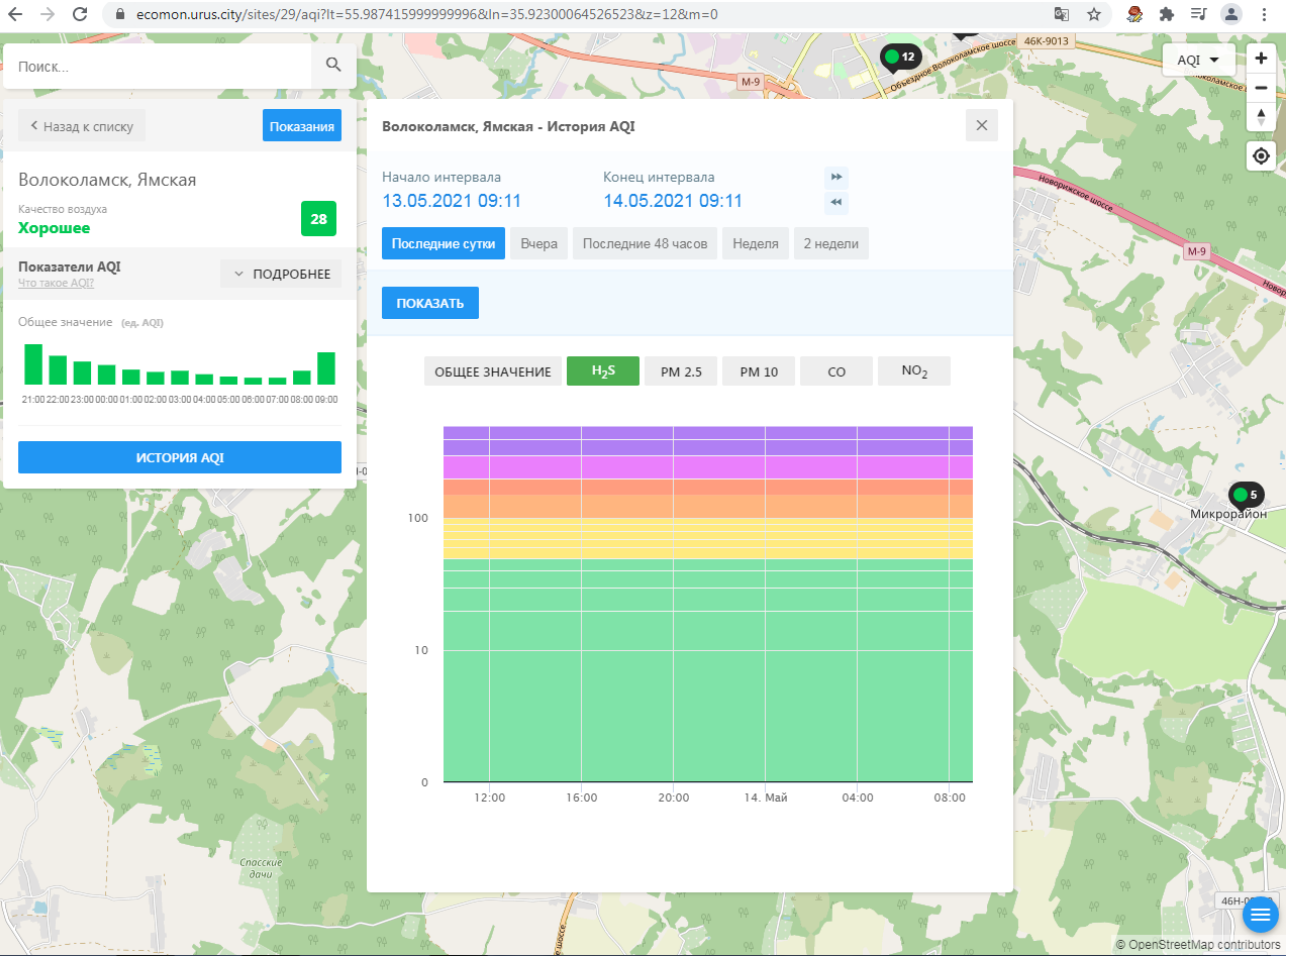 ecomon.urus.city/sites/29/aqi?lt=55.987415999999996&ln=35.92300064526523&z=12&m=0
Поиск...
AQI
Назад к списку
Показания
Волоколамск, Ямская
Качество воздуха
Хорошее
28
Показатели AQI
Что такое AQI?
ПОДРОБНЕЕ
Общее значение (ед. AQI)
21:00 22:00 23:00 00:00 01:00 02:00 03:00 04:00 05:00 06:00 07:00 08:00 09:00
ИСТОРИЯ AQI
Волоколамск, Ямская - История AQI
Начало интервала
Конец интервала
13.05.2021 09:11
14.05.2021 09:11
Последние сутки
Вчера
Последние 48 часов
Неделя
2 недели
ПОКАЗАТЬ
ОБЩЕЕ ЗНАЧЕНИЕ
H₂S
PM 2.5
PM 10
CO
NO₂
100
10
0
12:00
16:00
20:00
14. Май
04:00
08:00
М-9
12
Объездное Волоколамское шоссе
46К-9013
Новорижское шоссе
М-9
5
Микрорайон
Спасские
дачи
© OpenStreetMap contributors